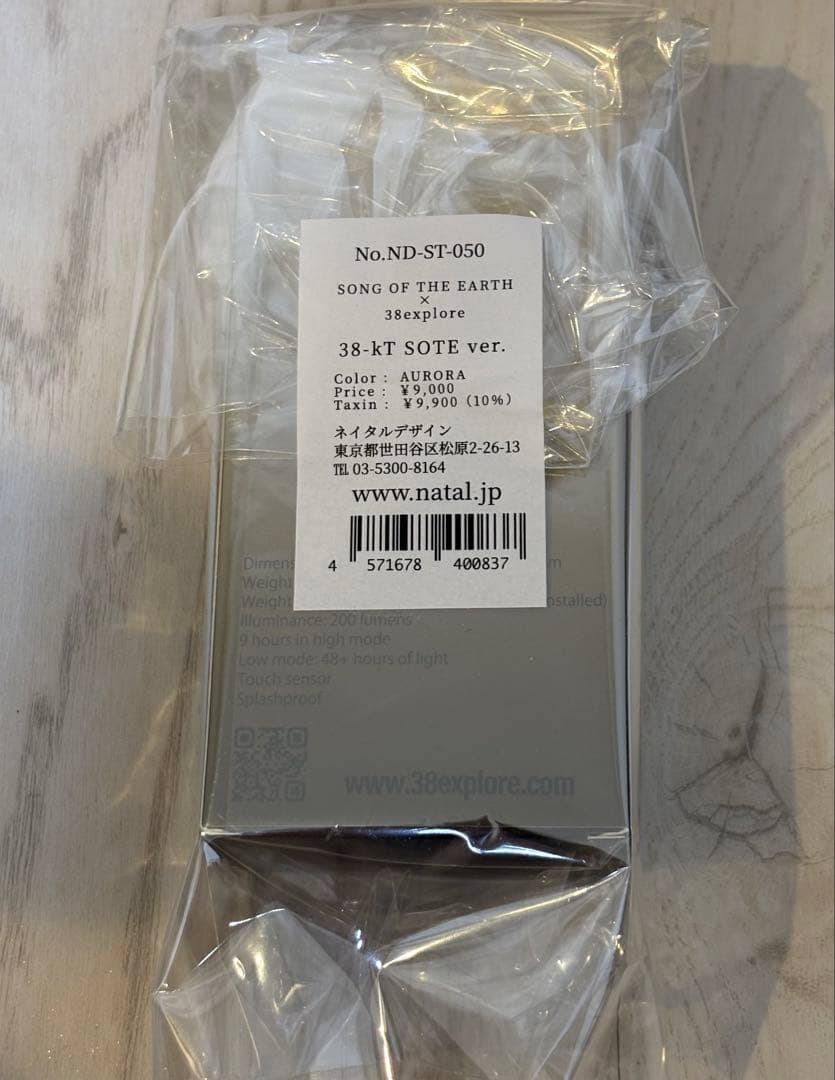 No.ND-ST-050
SONG OF THE EARTH
×
38explore
38-kT SOTE ver.
Color : AURORA
Price : ¥9,000
Taxin : ¥9,900 (10%)
ネイタルデザイン
東京都世田谷区松原2-26-13
℡ 03-5300-8164
www.natal.jp
4 571678 400837
Weight
Weight
Illuminance: 200 lumens
9 hours in high mode
Low mode: 48+ hours of light
Touch sensor
Splashproof
www.38explore.com